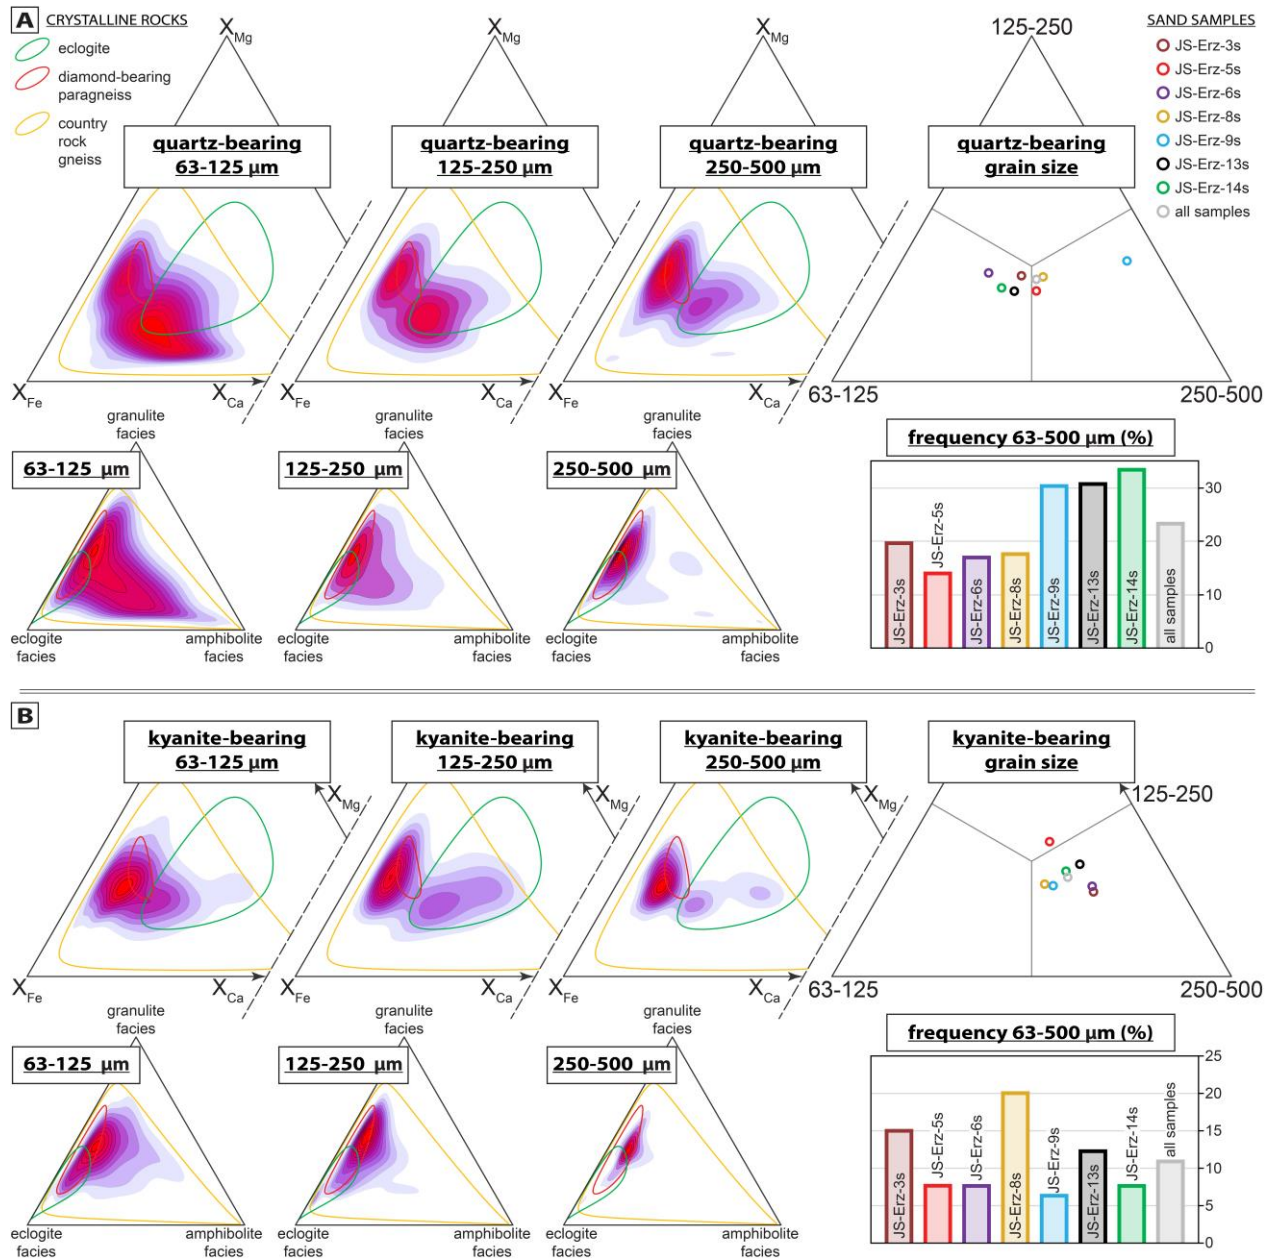 A
CRYSTALLINE ROCKS
eclogite
diamond-bearing
paragneiss
country
rock
gneiss
XMg
quartz-bearing
63-125 µm
XFe
XCa
XMg
quartz-bearing
125-250 µm
XFe
XCa
XMg
quartz-bearing
250-500 µm
XFe
XCa
125-250
quartz-bearing
grain size
63-125
250-500
SAND SAMPLES
JS-Erz-3s
JS-Erz-5s
JS-Erz-6s
JS-Erz-8s
JS-Erz-9s
JS-Erz-13s
JS-Erz-14s
all samples
granulite
facies
63-125 µm
eclogite
facies
amphibolite
facies
granulite
facies
125-250 µm
eclogite
facies
amphibolite
facies
granulite
facies
250-500 µm
eclogite
facies
amphibolite
facies
frequency 63-500 µm (%)
JS-Erz-3s
JS-Erz-5s
JS-Erz-6s
JS-Erz-8s
JS-Erz-9s
JS-Erz-13s
JS-Erz-14s
all samples
30
20
10
0
B
kyanite-bearing
63-125 µm
XMg
XFe
XCa
kyanite-bearing
125-250 µm
XMg
XFe
XCa
kyanite-bearing
250-500 µm
XMg
XFe
XCa
kyanite-bearing
grain size
125-250
63-125
250-500
granulite
facies
63-125 µm
eclogite
facies
amphibolite
facies
granulite
facies
125-250 µm
eclogite
facies
amphibolite
facies
granulite
facies
250-500 µm
eclogite
facies
amphibolite
facies
frequency 63-500 µm (%)
JS-Erz-3s
JS-Erz-5s
JS-Erz-6s
JS-Erz-8s
JS-Erz-9s
JS-Erz-13s
JS-Erz-14s
all samples
25
20
15
10
5
0